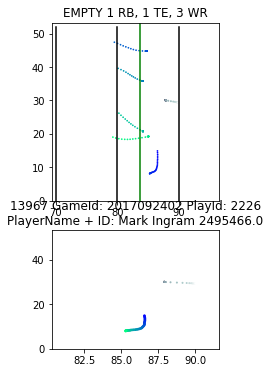 EMPTY 1 RB, 1 TE, 3 WR
50
40
30
20
10
0
70 80 90
13967 GameId: 2017092402 PlayId: 2226
PlayerName + ID: Mark Ingram 2495466.0
40
20
0
82.5 85.0 87.5 90.0